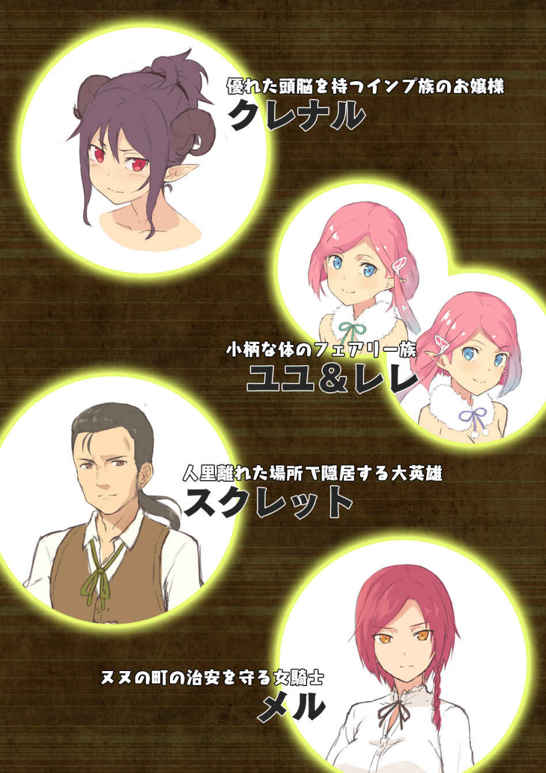 優れた頭脳を持つインプ族のお嬢様
クレナル
小柄な体のフェアリー族
ユユ&レレ
人里離れた場所で隠居する大英雄
スクレット
ヌヌの町の治安を守る女騎士
メル